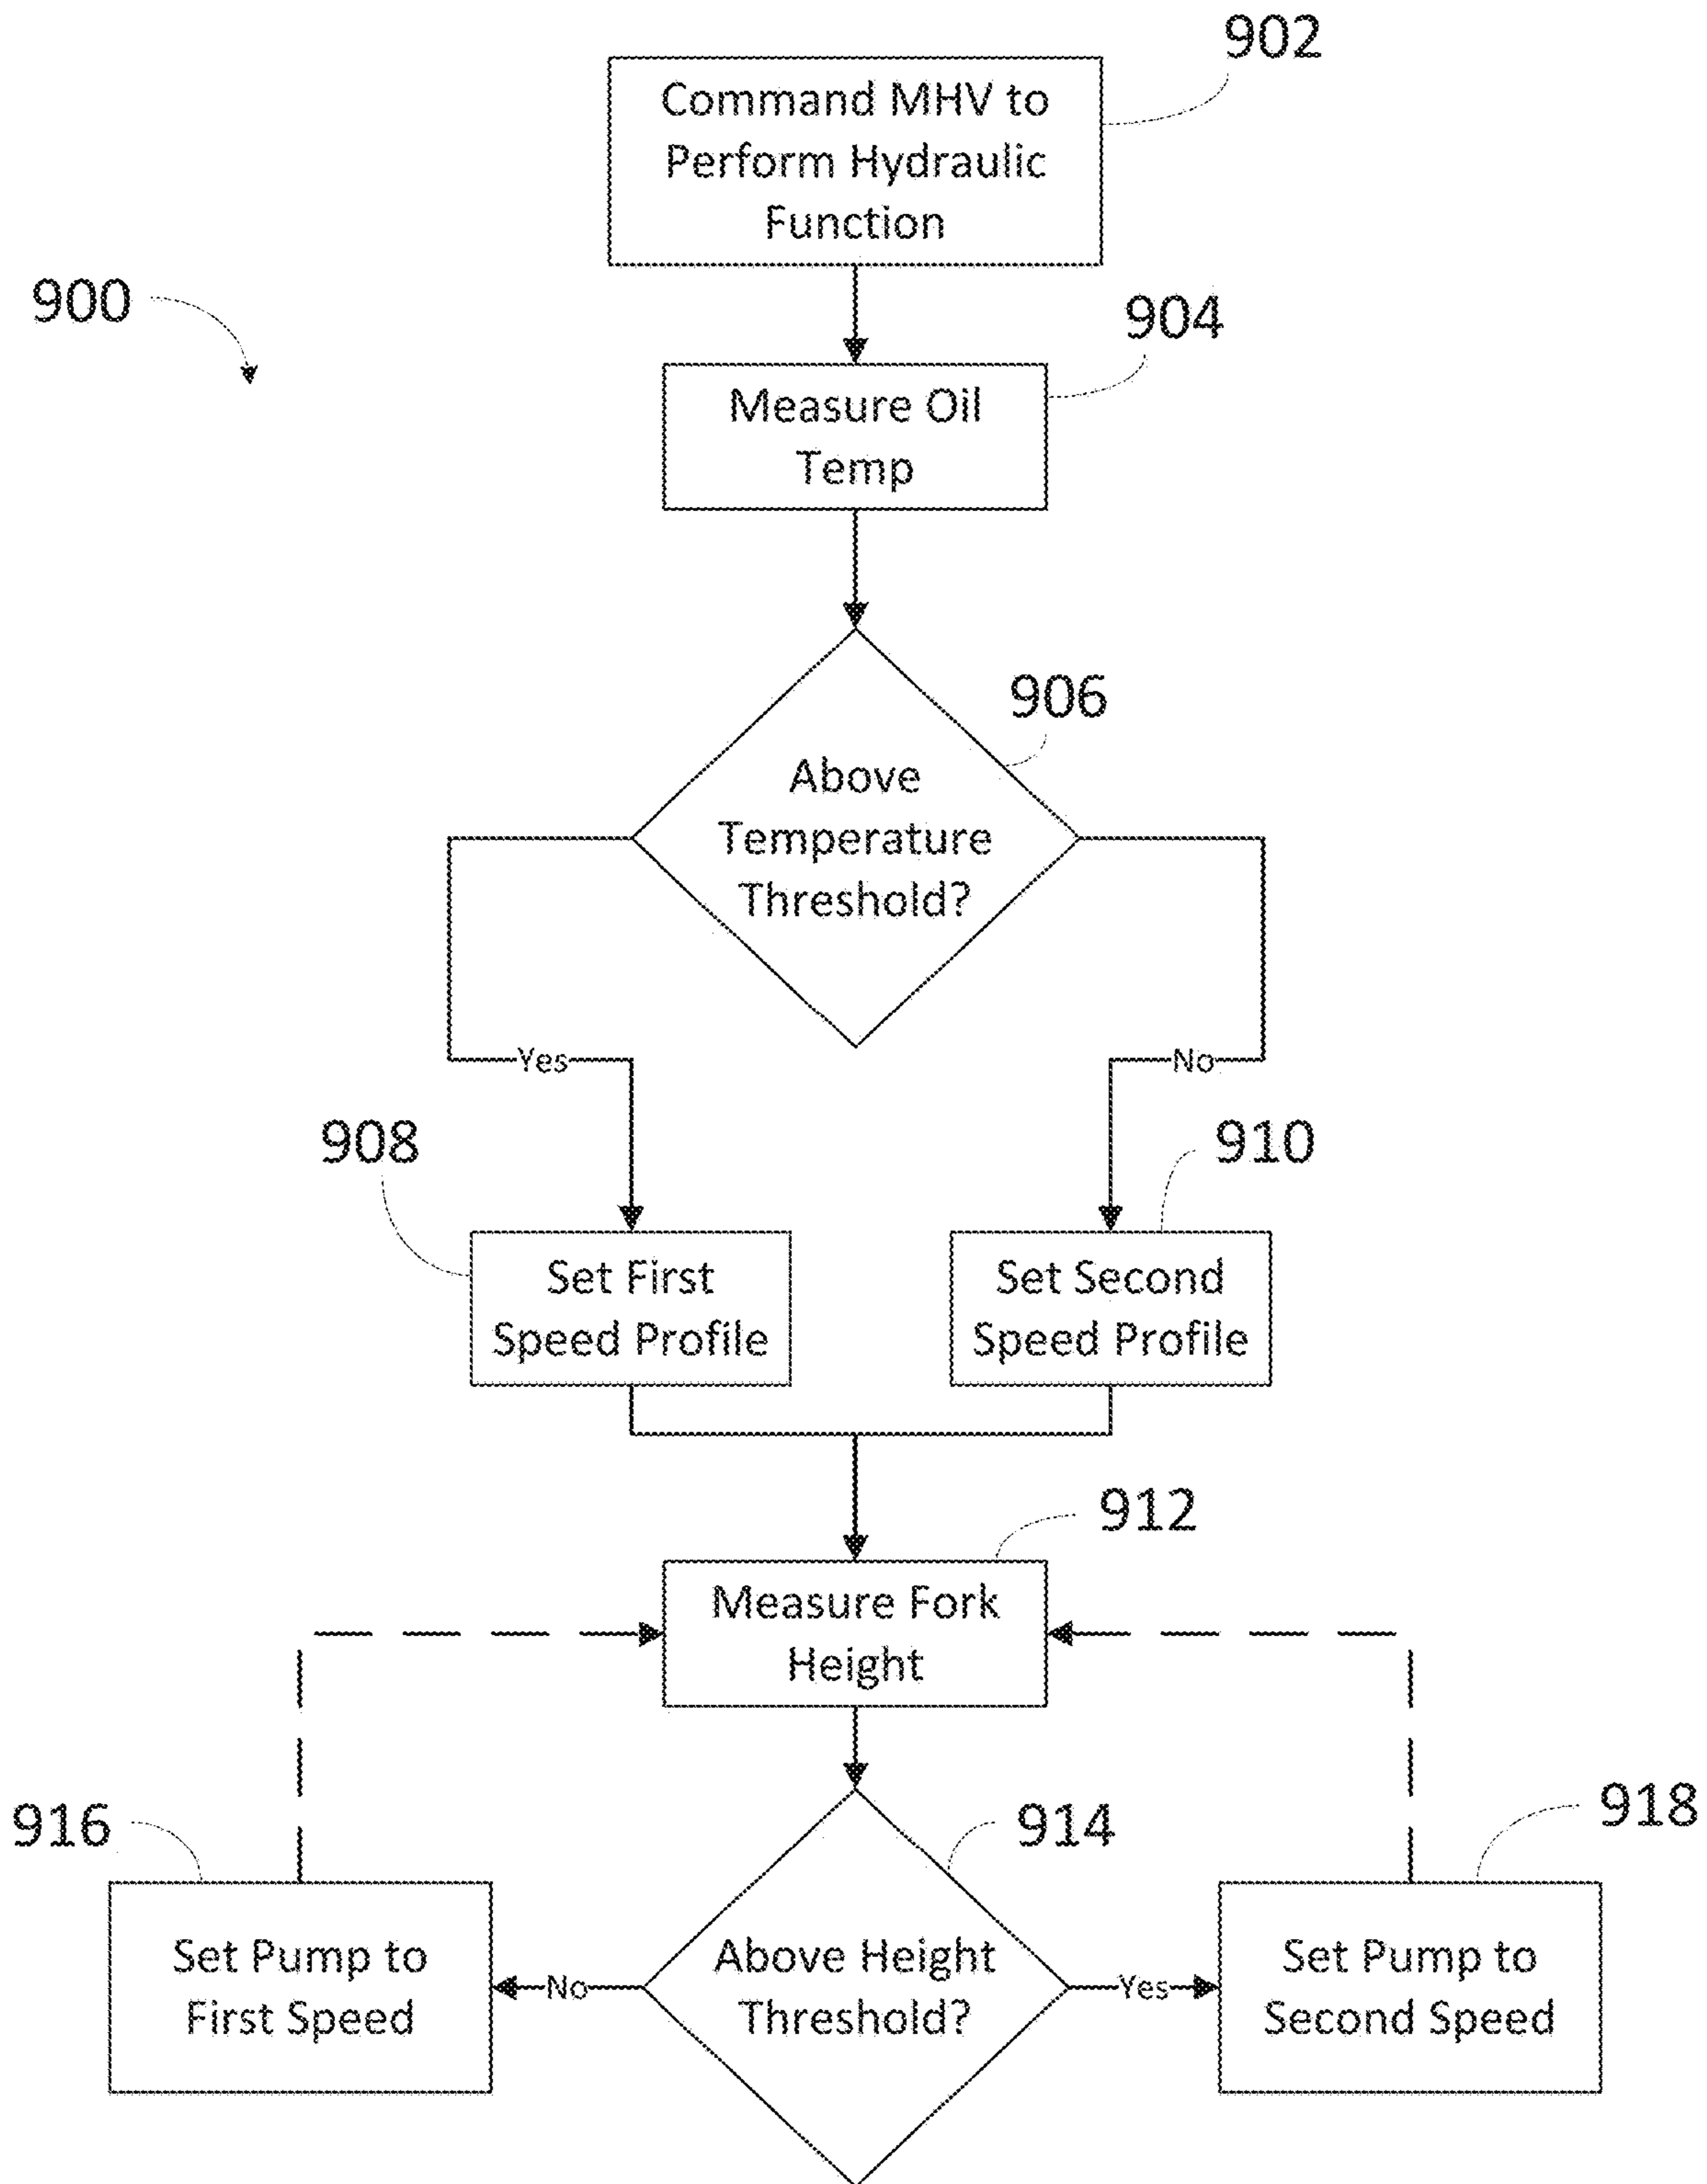 902
Command MHV to
Perform Hydraulic
Function
900
904
Measure Oil
Temp
906
Above
Temperature
Threshold?
Yes
No
908
910
Set First
Speed Profile
Set Second
Speed Profile
912
Measure Fork
Height
916
914
918
Set Pump to
First Speed
No
Above Height
Threshold?
Yes
Set Pump to
Second Speed